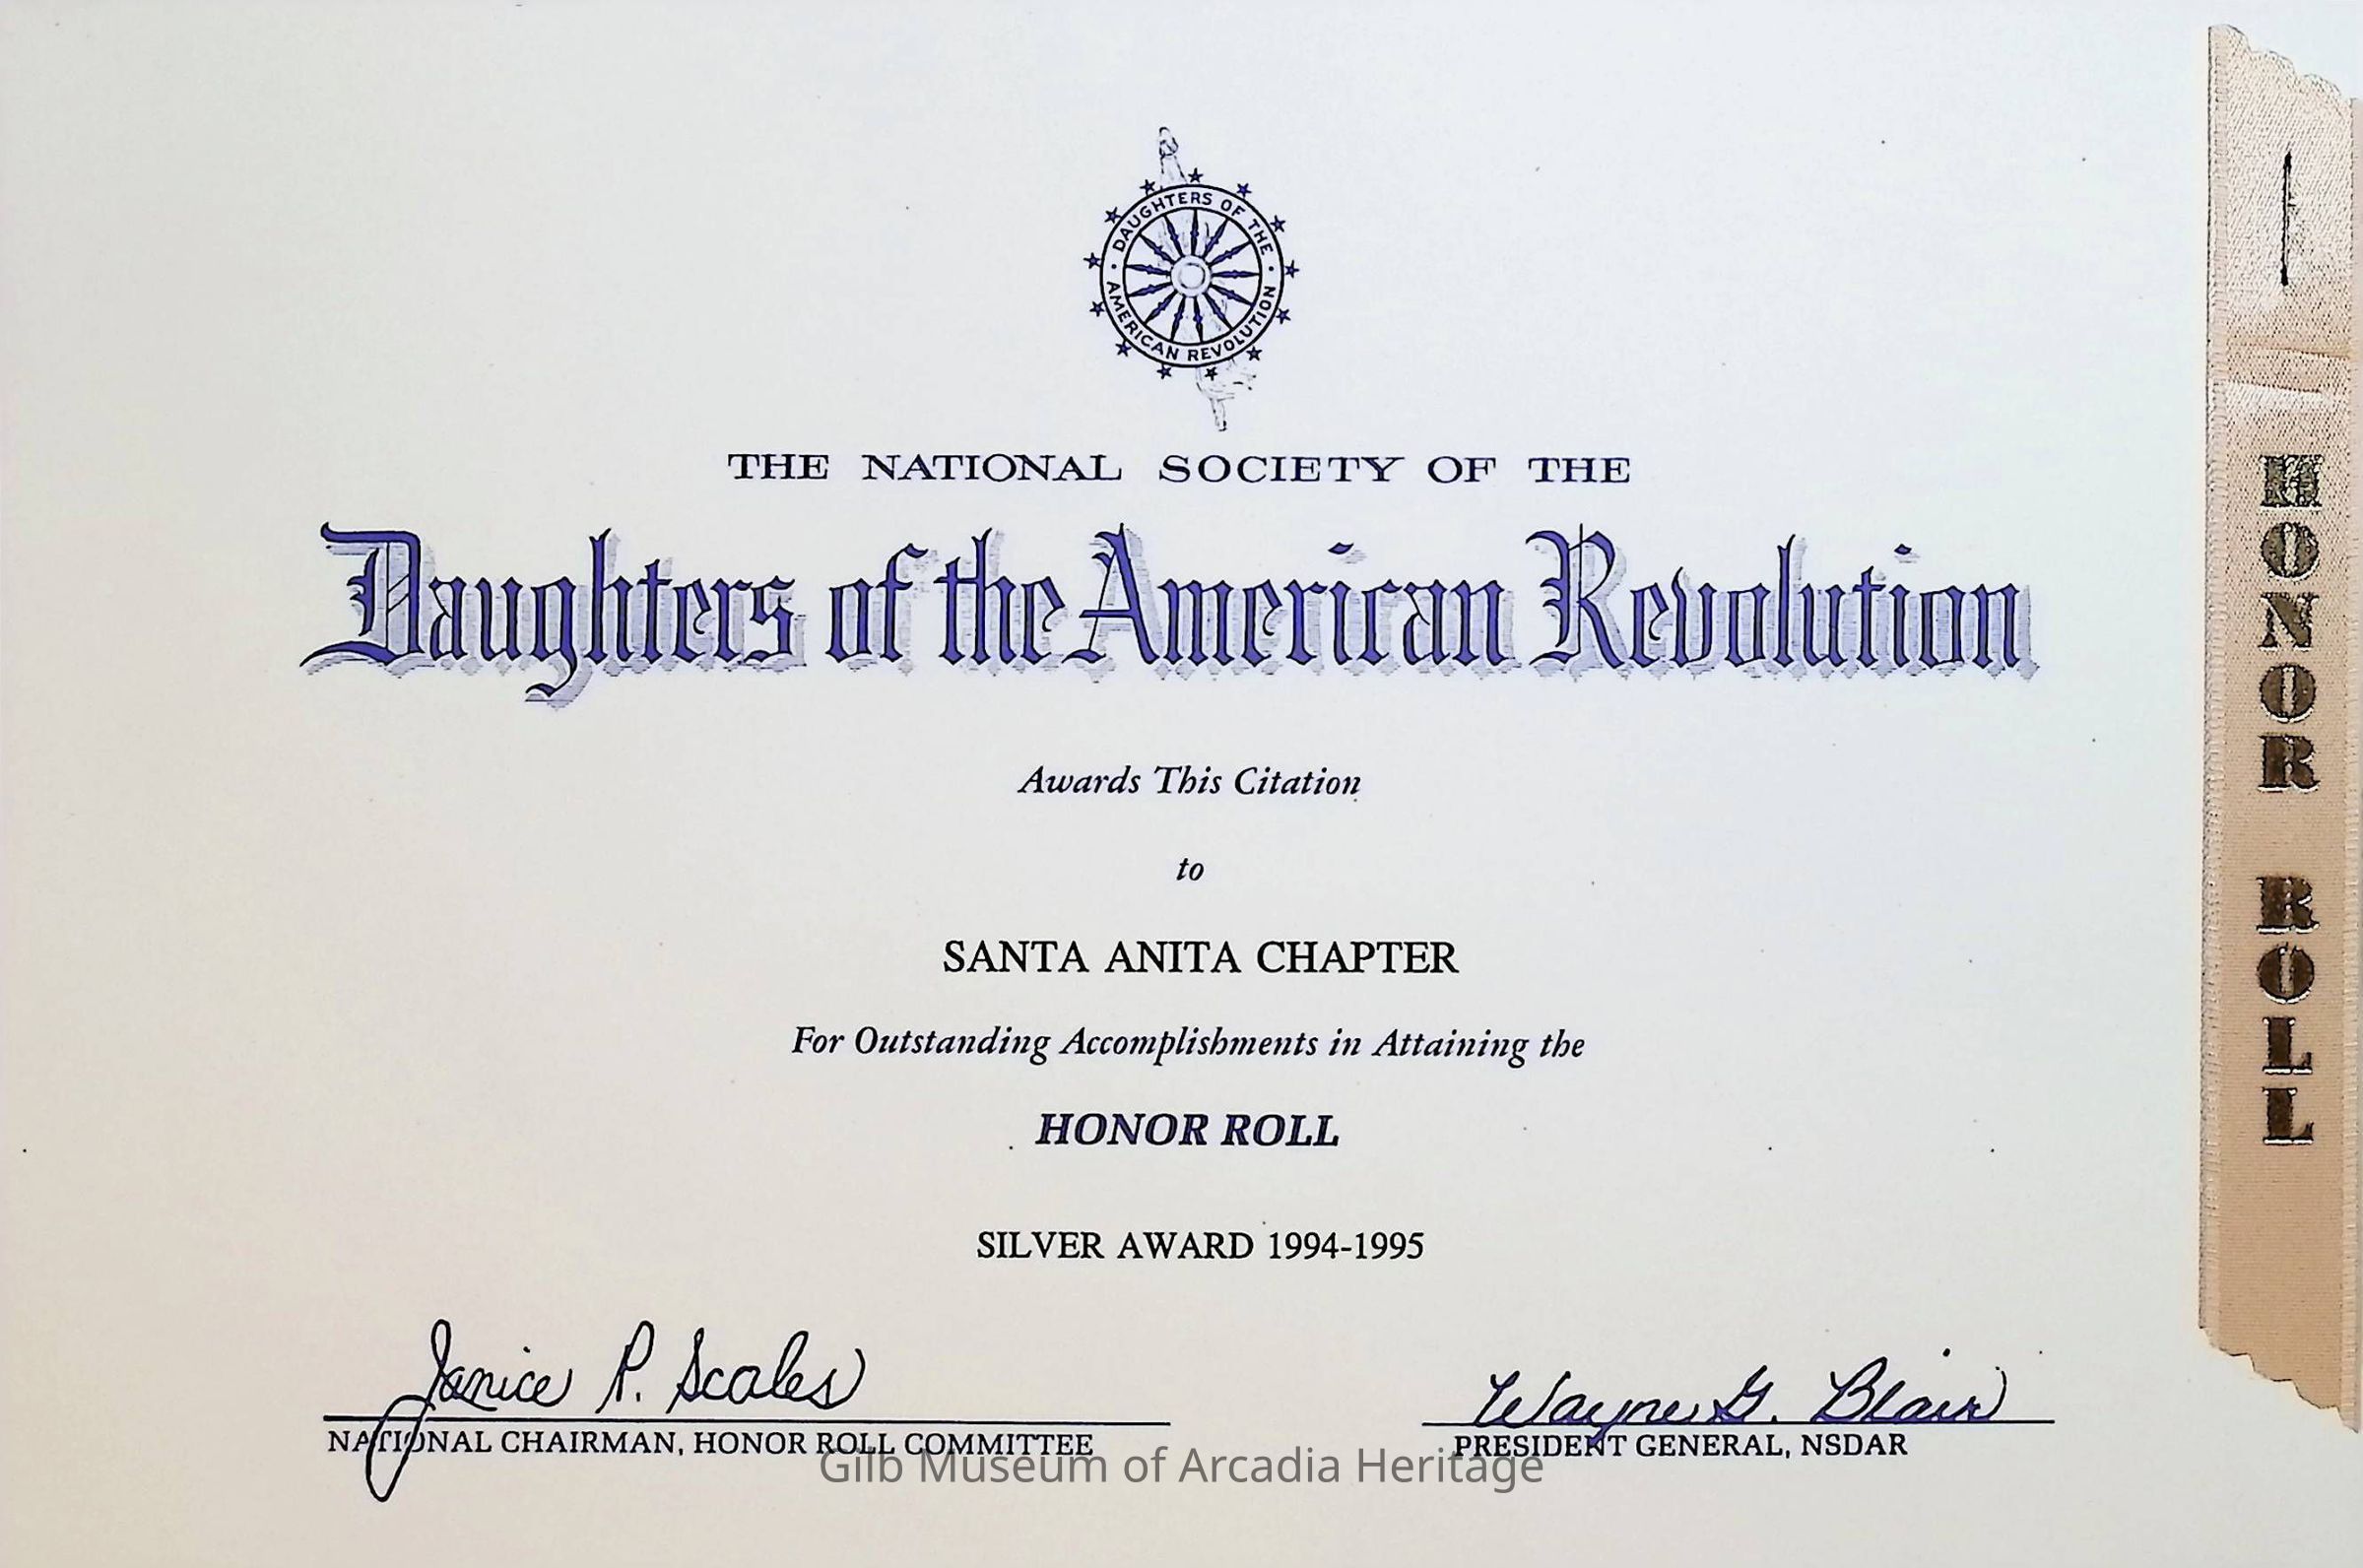 DAUGHTERS OF THE
AMERICAN REVOLUTION
THE NATIONAL SOCIETY OF THE
Daughters of the American Revolution
Awards This Citation
to
SANTA ANITA CHAPTER
For Outstanding Accomplishments in Attaining the
HONOR ROLL
SILVER AWARD 1994-1995
Janice P. Scales
NATIONAL CHAIRMAN, HONOR ROLL COMMITTEE
Wayne G. Blair
PRESIDENT GENERAL, NSDAR
Gilb Museum of Arcadia Heritage
HONOR ROLL